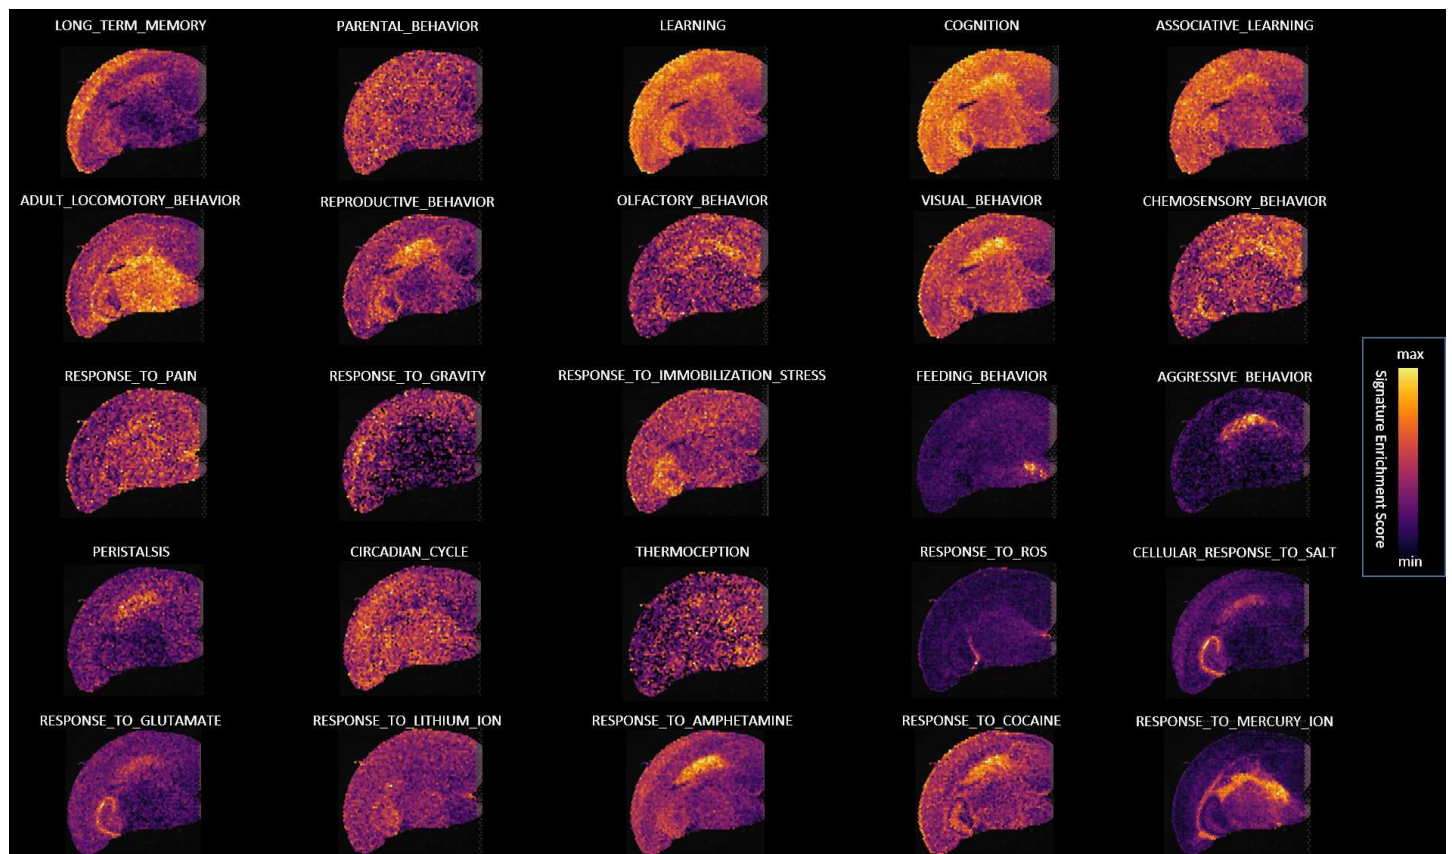 LONG_TERM_MEMORY
PARENTAL_BEHAVIOR
LEARNING
COGNITION
ASSOCIATIVE_LEARNING
ADULT_LOCOMOTORY_BEHAVIOR
REPRODUCTIVE_BEHAVIOR
OLFACTORY_BEHAVIOR
VISUAL_BEHAVIOR
CHEMOSENSORY_BEHAVIOR
RESPONSE_TO_PAIN
RESPONSE_TO_GRAVITY
RESPONSE_TO_IMMOBILIZATION_STRESS
FEEDING_BEHAVIOR
AGGRESSIVE_BEHAVIOR
max
Signature Enrichment Score
min
PERISTALSIS
CIRCADIAN_CYCLE
THERMOCEPTION
RESPONSE_TO_ROS
CELLULAR_RESPONSE_TO_SALT
RESPONSE_TO_GLUTAMATE
RESPONSE_TO_LITHIUM_ION
RESPONSE_TO_AMPHETAMINE
RESPONSE_TO_COCAINE
RESPONSE_TO_MERCURY_ION